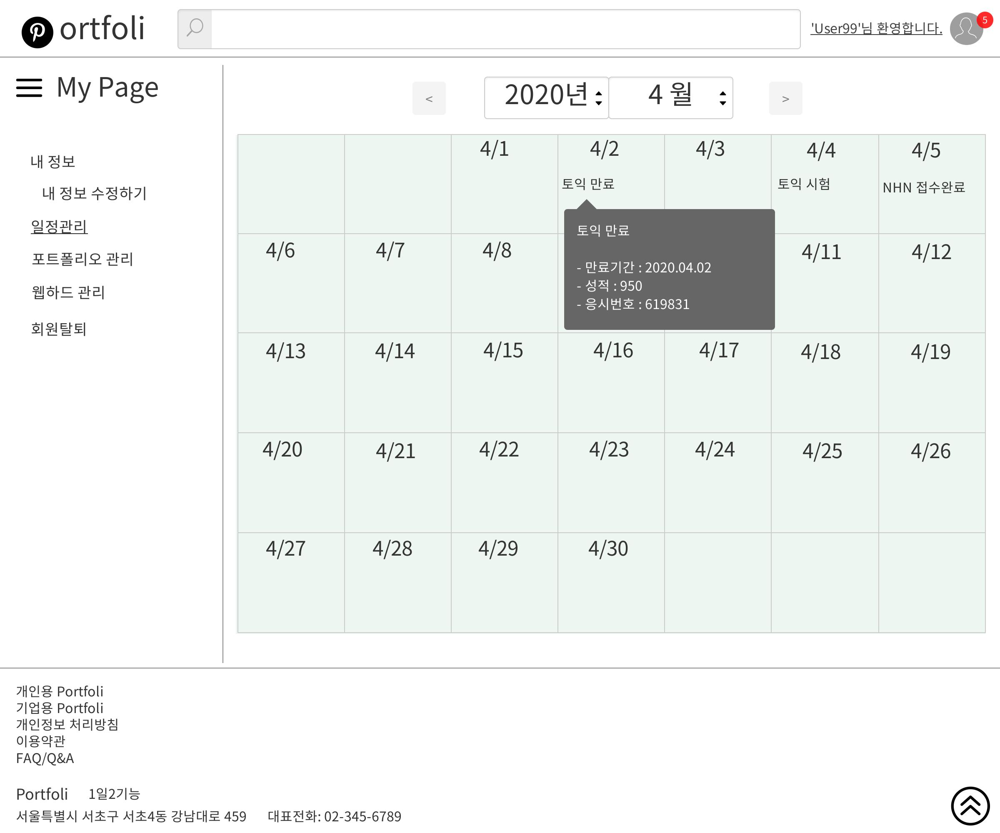 ortfoli
'User99'님 환영합니다.
5
My Page
내 정보
내 정보 수정하기
일정관리
포트폴리오 관리
웹하드 관리
회원탈퇴
<
2020년
4 월
>
4/1 4/2 4/3 4/4 4/5
토익 만료 토익 시험 NHN 접수완료
토익 만료
- 만료기간 : 2020.04.02
- 성적 : 950
- 응시번호 : 619831
4/6 4/7 4/8 4/11 4/12
4/13 4/14 4/15 4/16 4/17 4/18 4/19
4/20 4/21 4/22 4/23 4/24 4/25 4/26
4/27 4/28 4/29 4/30
개인용 Portfoli
기업용 Portfoli
개인정보 처리방침
이용약관
FAQ/Q&A
Portfoli 1일2기능
서울특별시 서초구 서초4동 강남대로 459 대표전화: 02-345-6789